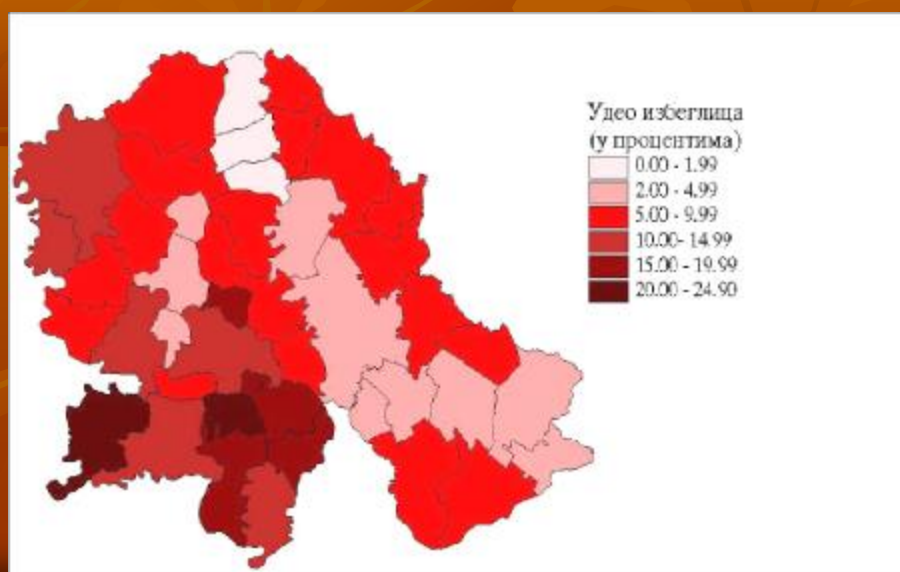 Удео избеглица
(у процентима)
0.00 - 1.99
2.00 - 4.99
5.00 - 9.99
10.00- 14.99
15.00 - 19.99
20.00 - 24.90